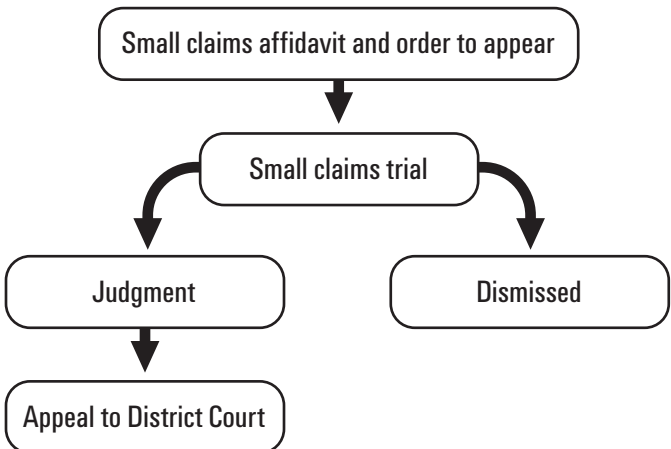 Small claims affidavit and order to appear
Small claims trial
Judgment
Dismissed
Appeal to District Court